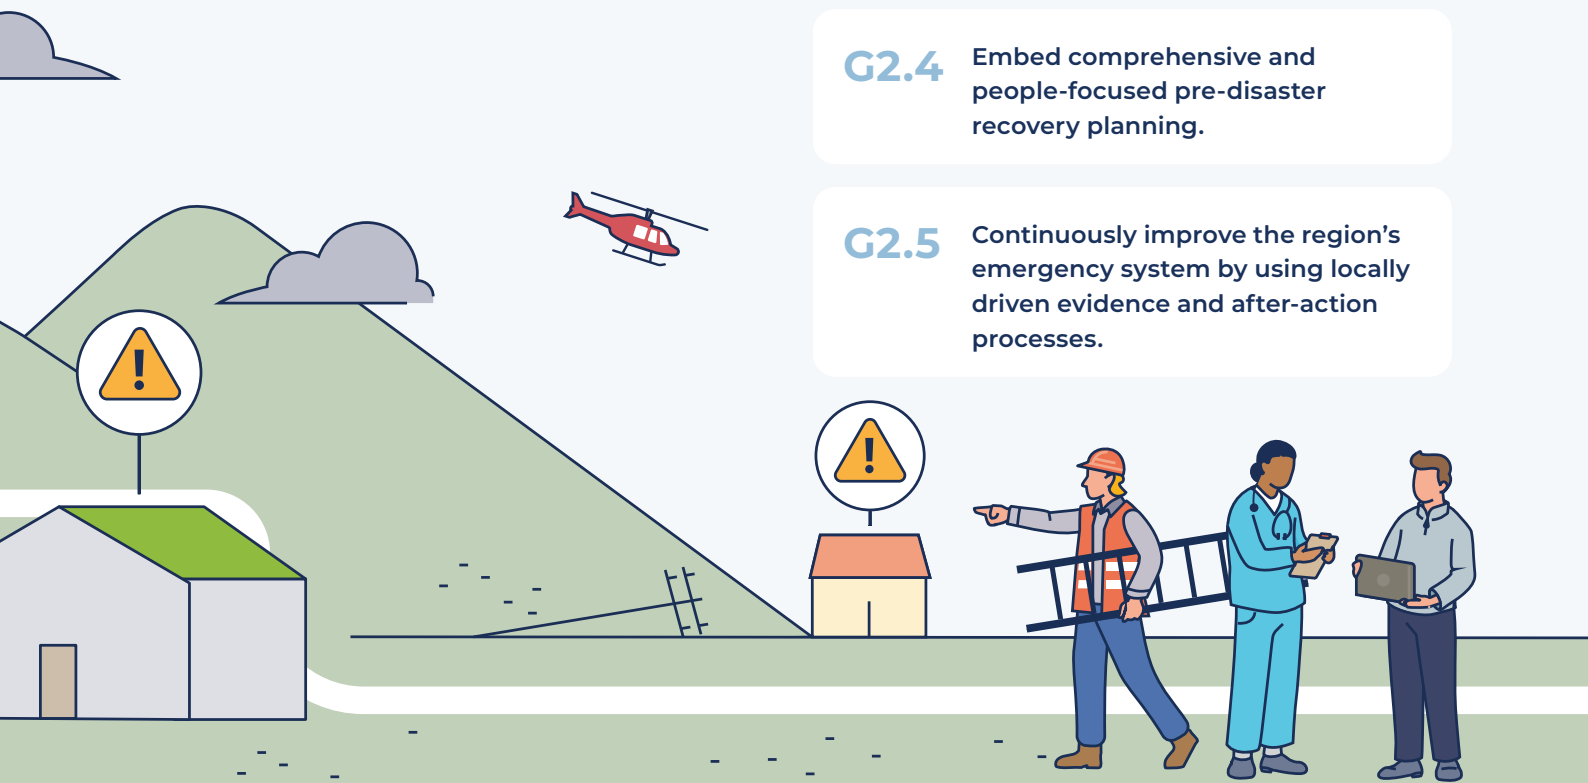 G2.4
Embed comprehensive and
people-focused pre-disaster
recovery planning.
G2.5
Continuously improve the region’s
emergency system by using locally
driven evidence and after-action
processes.